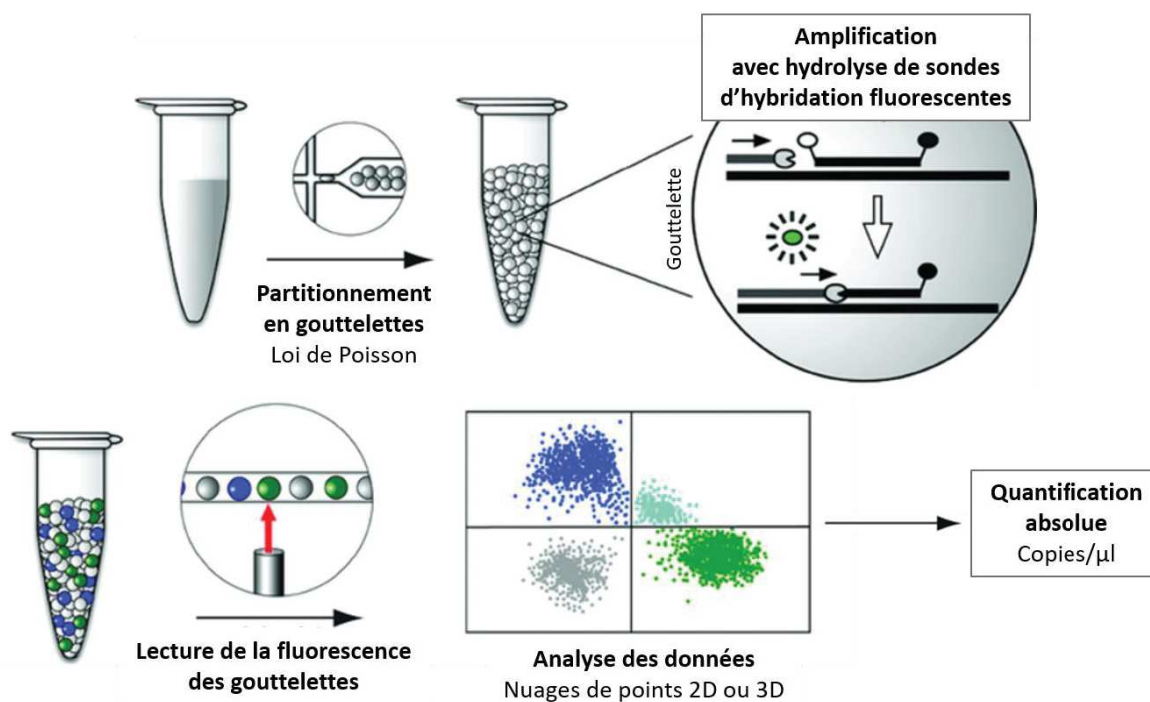 Amplification
avec hydrolyse de sondes
d'hybridation fluorescentes
Gouttelette
Partitionnement
en gouttelettes
Loi de Poisson
Lecture de la fluorescence
des gouttelettes
Analyse des données
Nuages de points 2D ou 3D
Quantification
absolue
Copies/µl